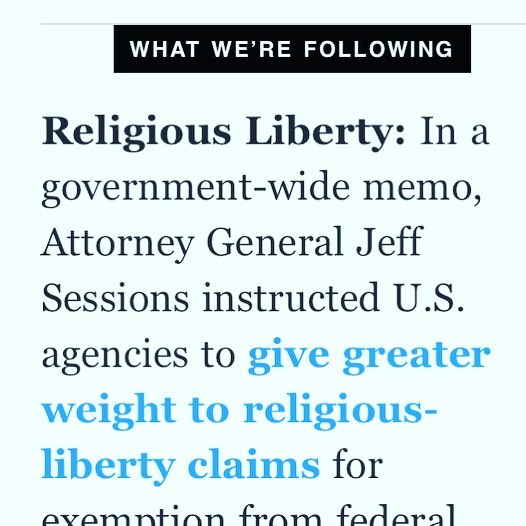 WHAT WE’RE FOLLOWING
Religious Liberty: In a
government-wide memo,
Attorney General Jeff
Sessions instructed U.S.
agencies to give greater
weight to religious-
liberty claims for
exemption from federal